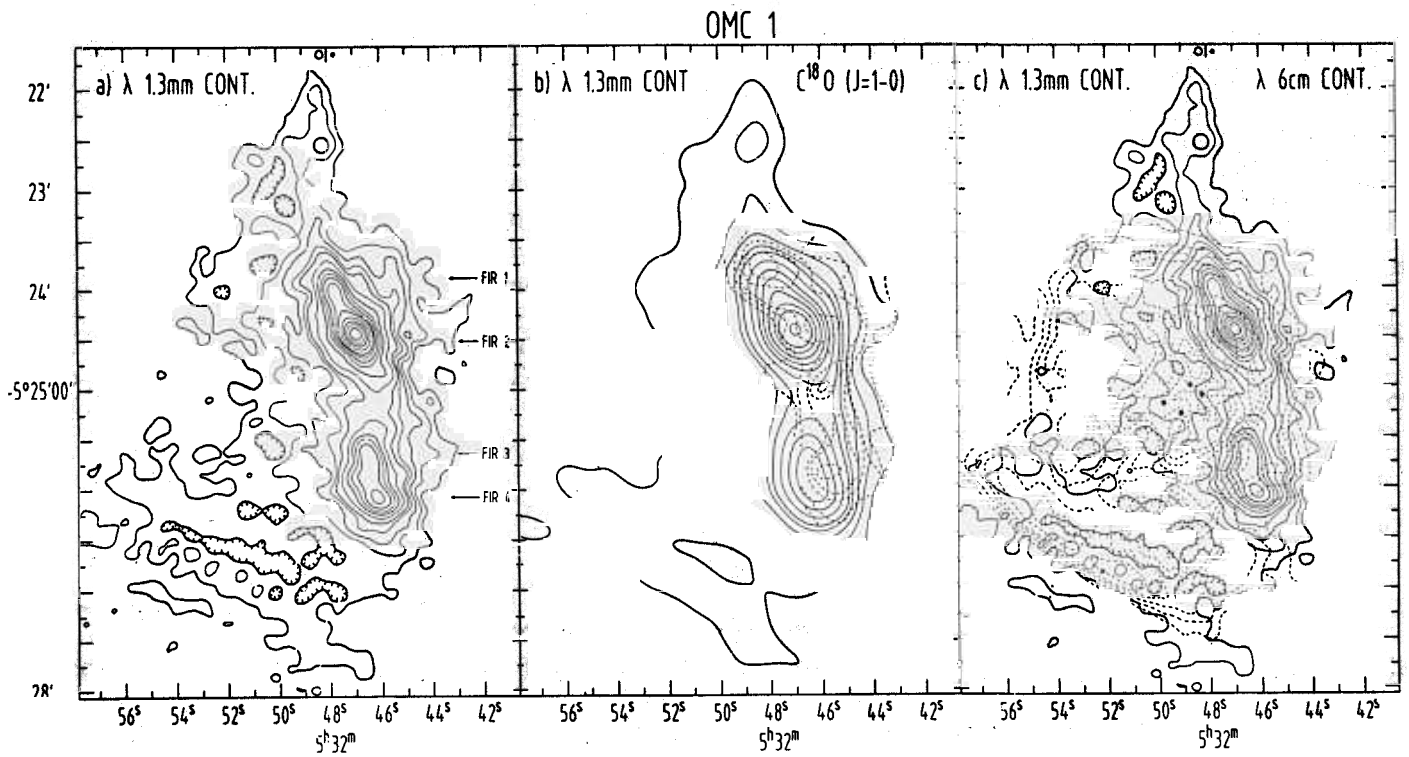 OMC 1
a) λ 1.3mm CONT.
b) λ 1.3mm CONT
C¹⁸O (J=1-0)
c) λ 1.3mm CONT.
λ 6cm CONT.
22'
23'
24'
-5°25'00"
28'
FIR 1
FIR 2
FIR 3
FIR 4
56ˢ 54ˢ 52ˢ 50ˢ 48ˢ 46ˢ 44ˢ 42ˢ
5ʰ32ᵐ
56ˢ 54ˢ 52ˢ 50ˢ 48ˢ 46ˢ 44ˢ 42ˢ
5ʰ32ᵐ
56ˢ 54ˢ 52ˢ 50ˢ 48ˢ 46ˢ 44ˢ 42ˢ
5ʰ32ᵐ